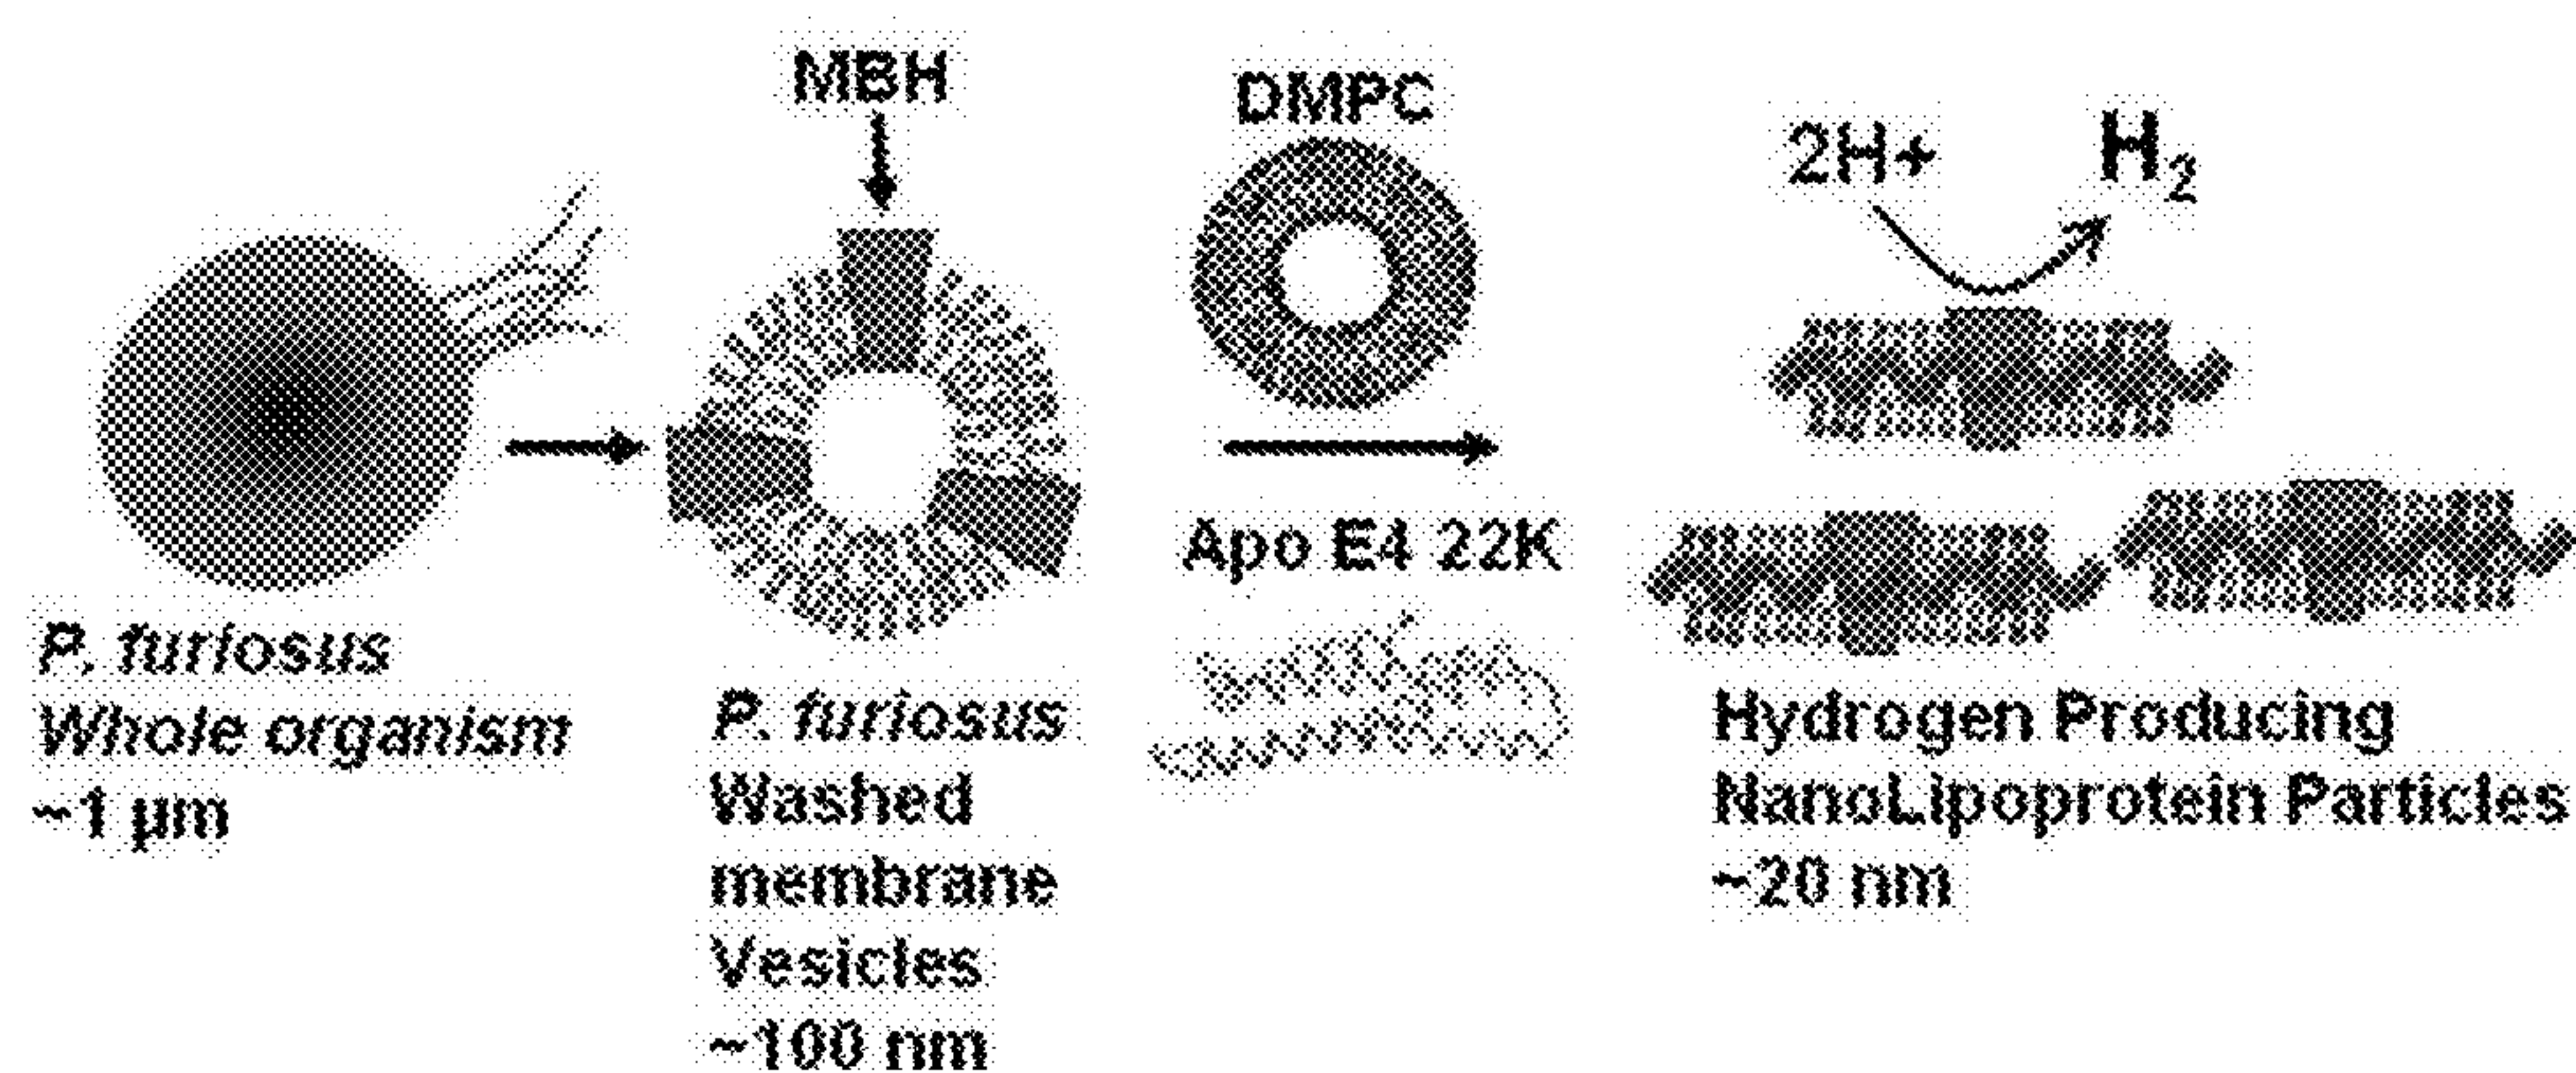 MBH
DMPC
2H+
H₂
Apo E4 22K
P. furiosus
Whole organism
~1 µm
P. furiosus
Washed
membrane
Vesicles
~100 nm
Hydrogen Producing
NanoLipoprotein Particles
~20 nm